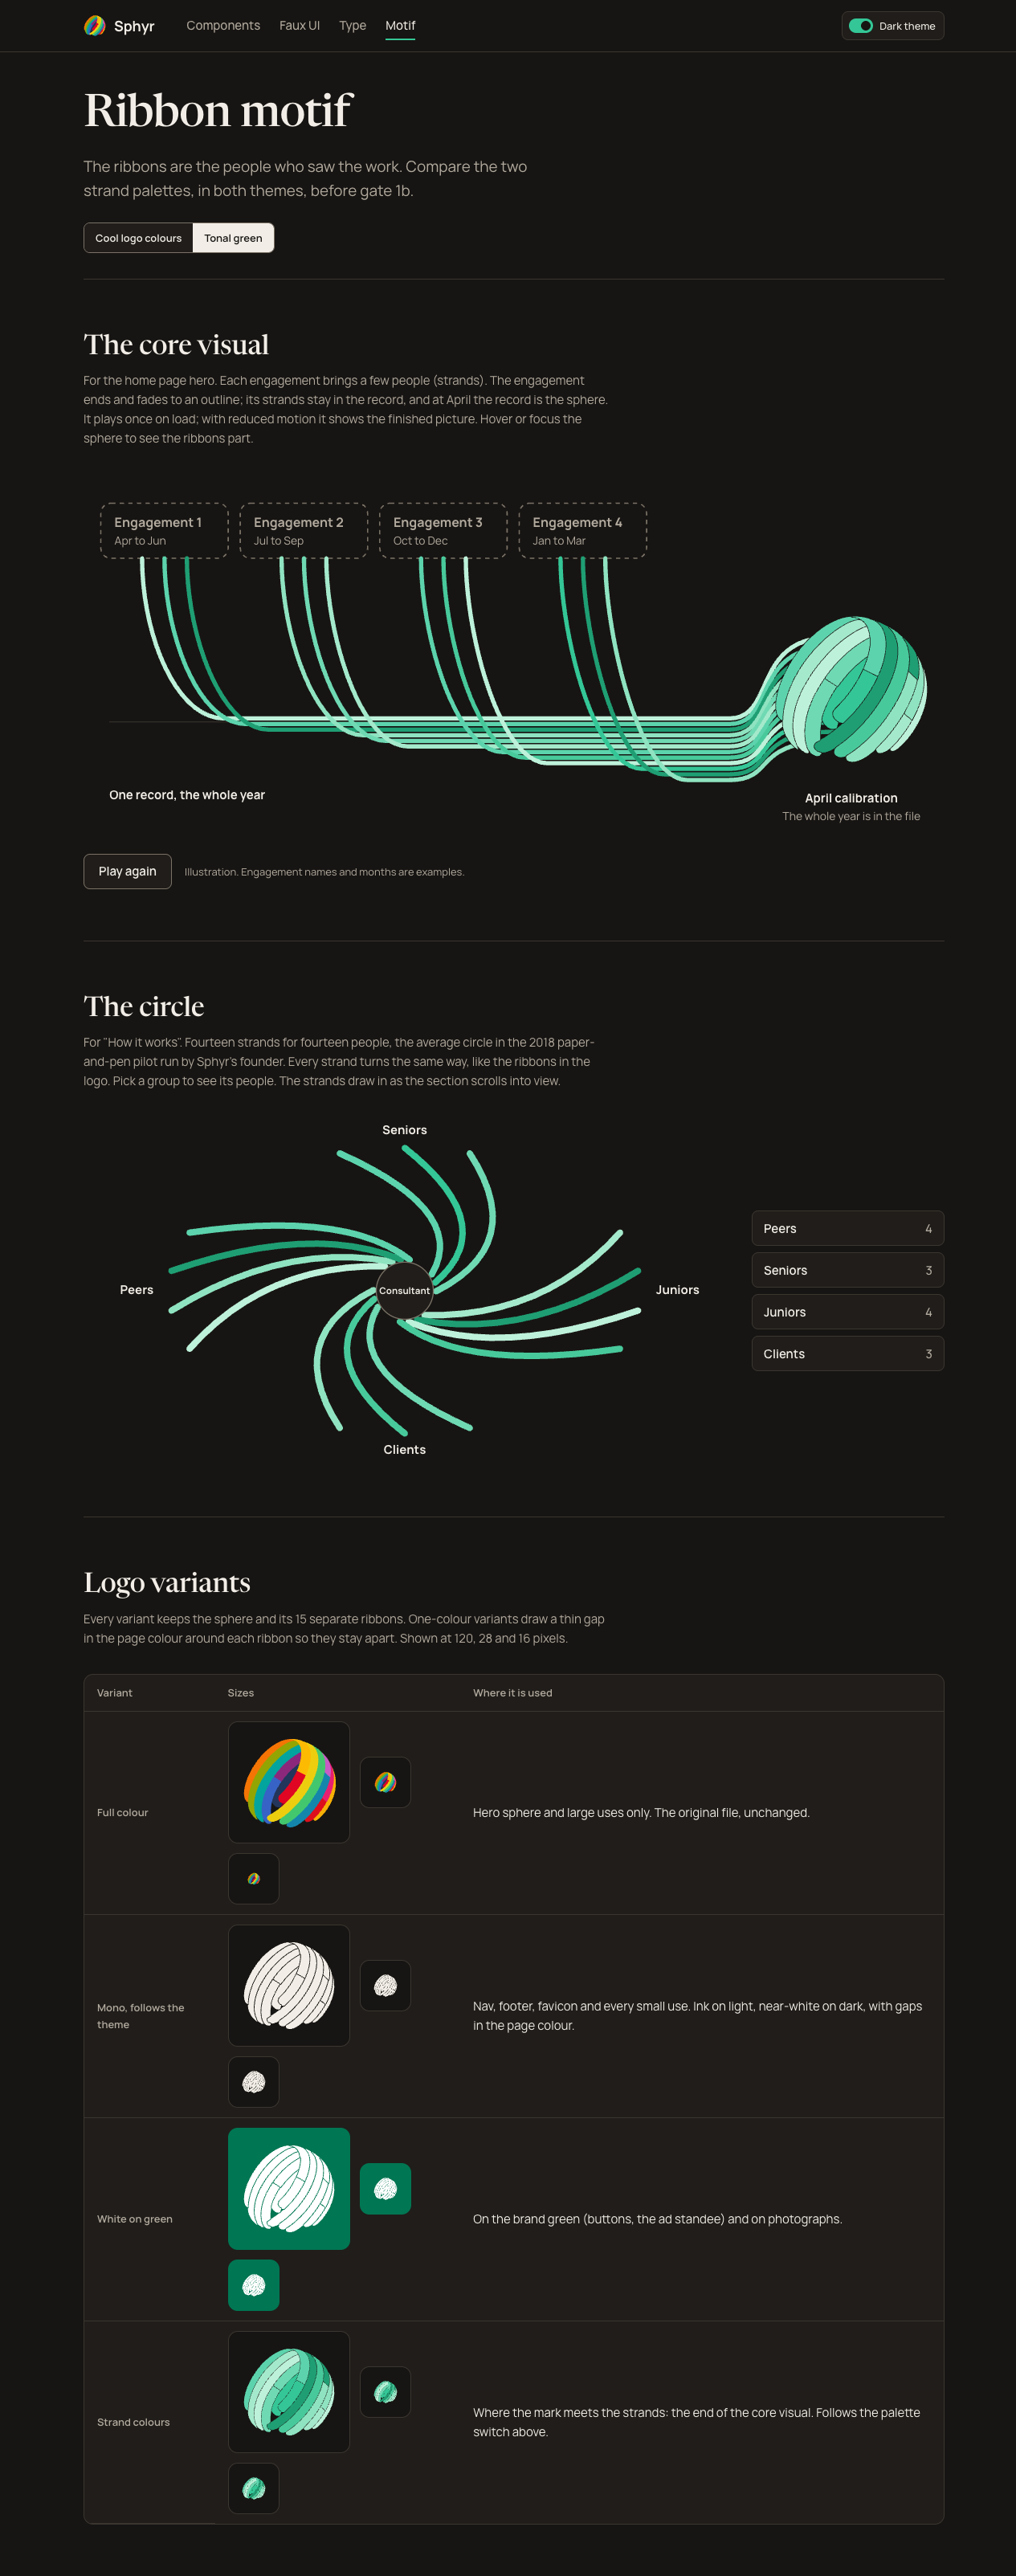 Sphyr
Components
Faux UI
Type
Motif
Dark theme
Ribbon motif
The ribbons are the people who saw the work. Compare the two
strand palettes, in both themes, before gate 1b.
Cool logo colours
Tonal green
The core visual
For the home page hero. Each engagement brings a few people (strands). The engagement
ends and fades to an outline; its strands stay in the record, and at April the record is the sphere.
It plays once on load; with reduced motion it shows the finished picture. Hover or focus the
sphere to see the ribbons part.
Engagement 1
Apr to Jun
Engagement 2
Jul to Sep
Engagement 3
Oct to Dec
Engagement 4
Jan to Mar
One record, the whole year
April calibration
The whole year is in the file
Play again
Illustration. Engagement names and months are examples.
The circle
For "How it works". Fourteen strands for fourteen people, the average circle in the 2018 paper-
and-pen pilot run by Sphyr's founder. Every strand turns the same way, like the ribbons in the
logo. Pick a group to see its people. The strands draw in as the section scrolls into view.
Seniors
Peers
Consultant
Juniors
Clients
Peers 4
Seniors 3
Juniors 4
Clients 3
Logo variants
Every variant keeps the sphere and its 15 separate ribbons. One-colour variants draw a thin gap
in the page colour around each ribbon so they stay apart. Shown at 120, 28 and 16 pixels.
Variant
Sizes
Where it is used
Full colour
Hero sphere and large uses only. The original file, unchanged.
Mono, follows the
theme
Nav, footer, favicon and every small use. Ink on light, near-white on dark, with gaps
in the page colour.
White on green
On the brand green (buttons, the ad standee) and on photographs.
Strand colours
Where the mark meets the strands: the end of the core visual. Follows the palette
switch above.